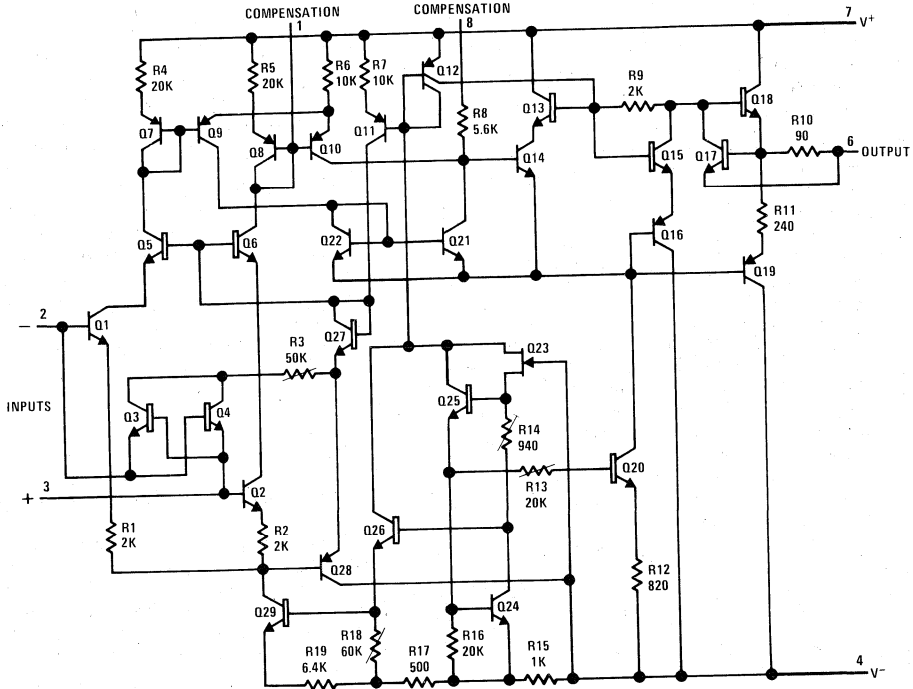 COMPENSATION
1
COMPENSATION
8
7
V+
R4
20K
R5
20K
R6
10K
R7
10K
Q12
R8
5.6K
R9
2K
Q13
Q18
R10
90
6
OUTPUT
Q7
Q9
Q8
Q10
Q11
Q14
Q15
Q17
R11
240
Q5
Q6
Q22
Q21
Q16
Q19
2
−
Q1
R3
50K
Q27
Q23
INPUTS
Q3
Q4
Q25
R14
940
+
3
Q2
R13
20K
Q20
R1
2K
R2
2K
Q26
Q28
R12
820
Q29
Q24
R19
6.4K
R18
60K
R17
500
R16
20K
R15
1K
4
V−